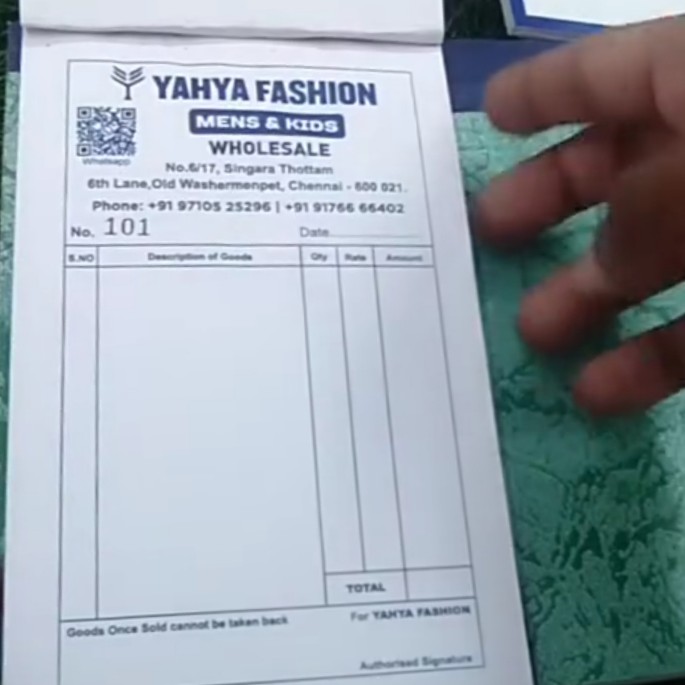 YAHYA FASHION
MENS & KIDS
WHOLESALE
Whatsapp
No.6/17, Singara Thottam
6th Lane,Old Washermenpet, Chennai - 600 021.
Phone: +91 97105 25296 | +91 91766 66402
No. 101 Date
S.NO Description of Goods Qty Rate Amount
TOTAL
Goods Once Sold cannot be taken back For YAHYA FASHION
Authorised Signature